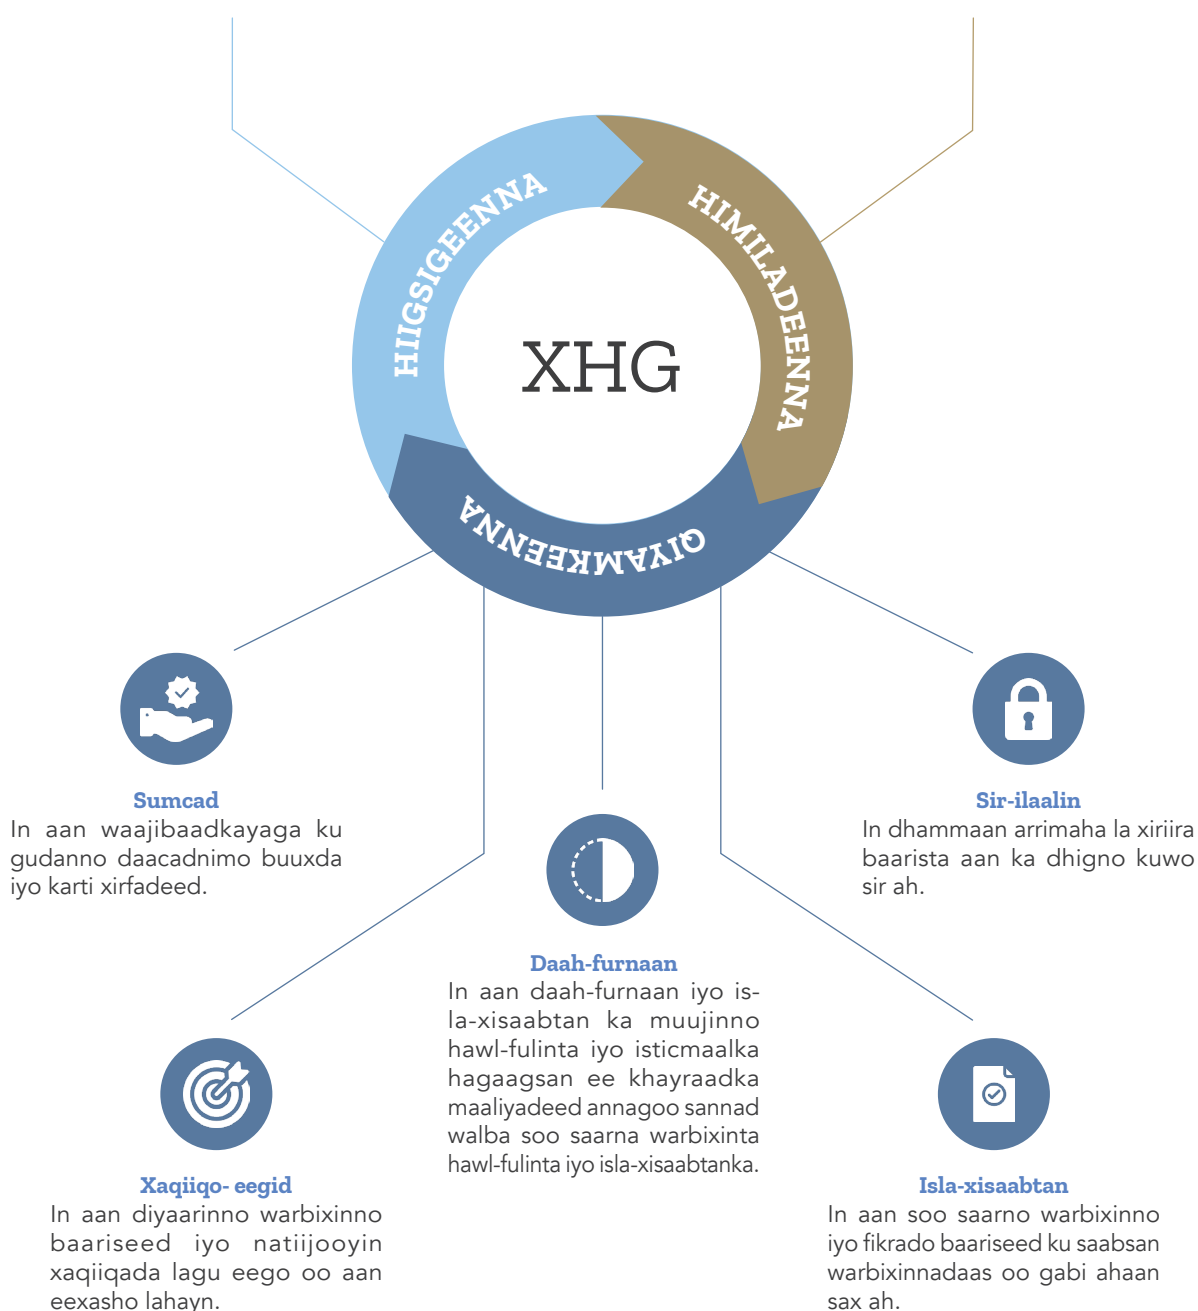 HIIGSIGEENNA
HIMILADEENNA
XHG
QIYAMKEENNA
Sumcad
In aan waajibaadkayaga ku
gudanno daacadnimo buuxda
iyo karti xirfadeed.
Sir-ilaalin
In dhammaan arrimaha la xiriira
baarista aan ka dhigno kuwo
sir ah.
Daah-furnaan
In aan daah-furnaan iyo is-
la-xisaabtan ka muujinno
hawl-fulinta iyo isticmaalka
hagaagsan ee khayraadka
maaliyadeed annagoo sannad
walba soo saarna warbixinta
hawl-fulinta iyo isla-xisaabtanka.
Xaqiiqo- eegid
In aan diyaarinno warbixinno
baariseed iyo natiijooyin
xaqiiqada lagu eego oo aan
eexasho lahayn.
Isla-xisaabtan
In aan soo saarno warbixinno
iyo fikrado baariseed ku saabsan
warbixinnadaas oo gabi ahaan
sax ah.